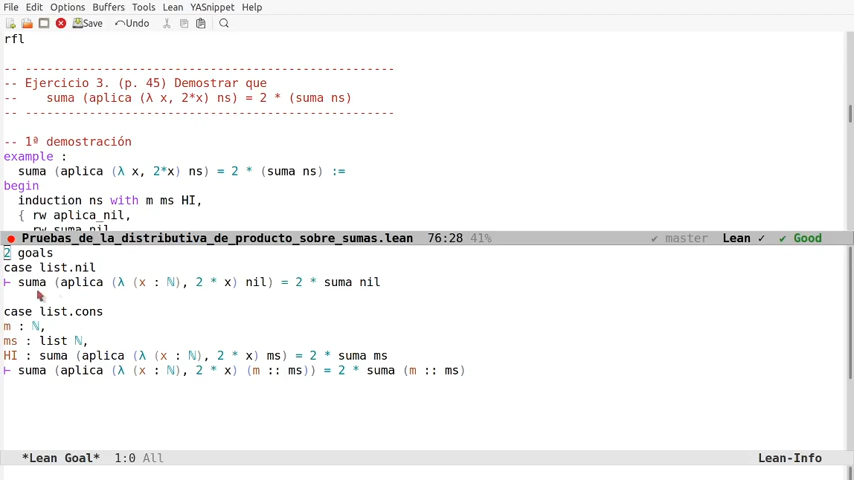 File Edit Options Buffers Tools Lean YASnippet Help
Save Undo
rfl
-- --------------------------------------------------
-- Ejercicio 3. (p. 45) Demostrar que
--    suma (aplica (λ x, 2*x) ns) = 2 * (suma ns)
-- --------------------------------------------------
-- 1ª demostración
example :
  suma (aplica (λ x, 2*x) ns) = 2 * (suma ns) :=
begin
  induction ns with m ms HI,
  { rw aplica_nil,
    rw suma_nil
Pruebas_de_la_distributiva_de_producto_sobre_sumas.lean 76:28 41% ✔ master Lean ✓ ✔ Good
2 goals
case list.nil
⊢ suma (aplica (λ (x : ℕ), 2 * x) nil) = 2 * suma nil
case list.cons
m : ℕ,
ms : list ℕ,
HI : suma (aplica (λ (x : ℕ), 2 * x) ms) = 2 * suma ms
⊢ suma (aplica (λ (x : ℕ), 2 * x) (m :: ms)) = 2 * suma (m :: ms)
*Lean Goal* 1:0 All Lean-Info